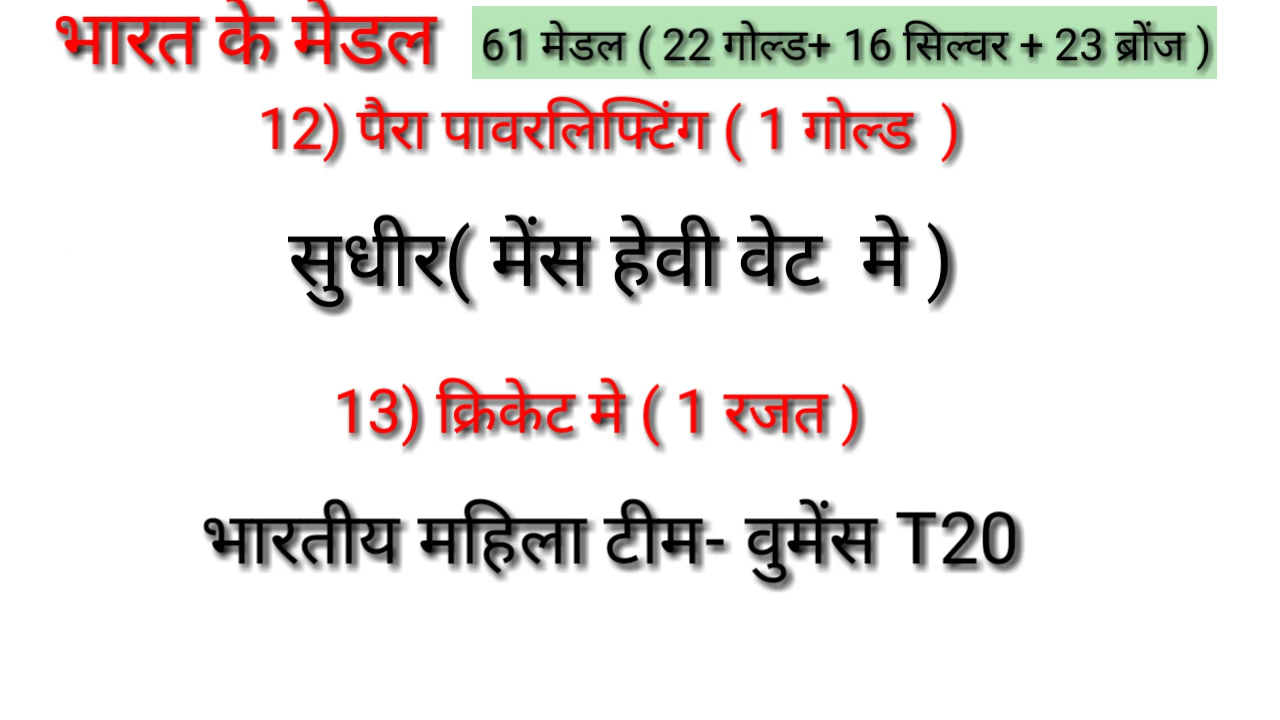 भारत के मेडल 61 मेडल ( 22 गोल्ड+ 16 सिल्वर + 23 ब्रोंज )
12) पैरा पावरलिफ्टिंग ( 1 गोल्ड )
सुधीर( मेंस हेवी वेट मे )
13) क्रिकेट मे ( 1 रजत )
भारतीय महिला टीम- वुमेंस T20